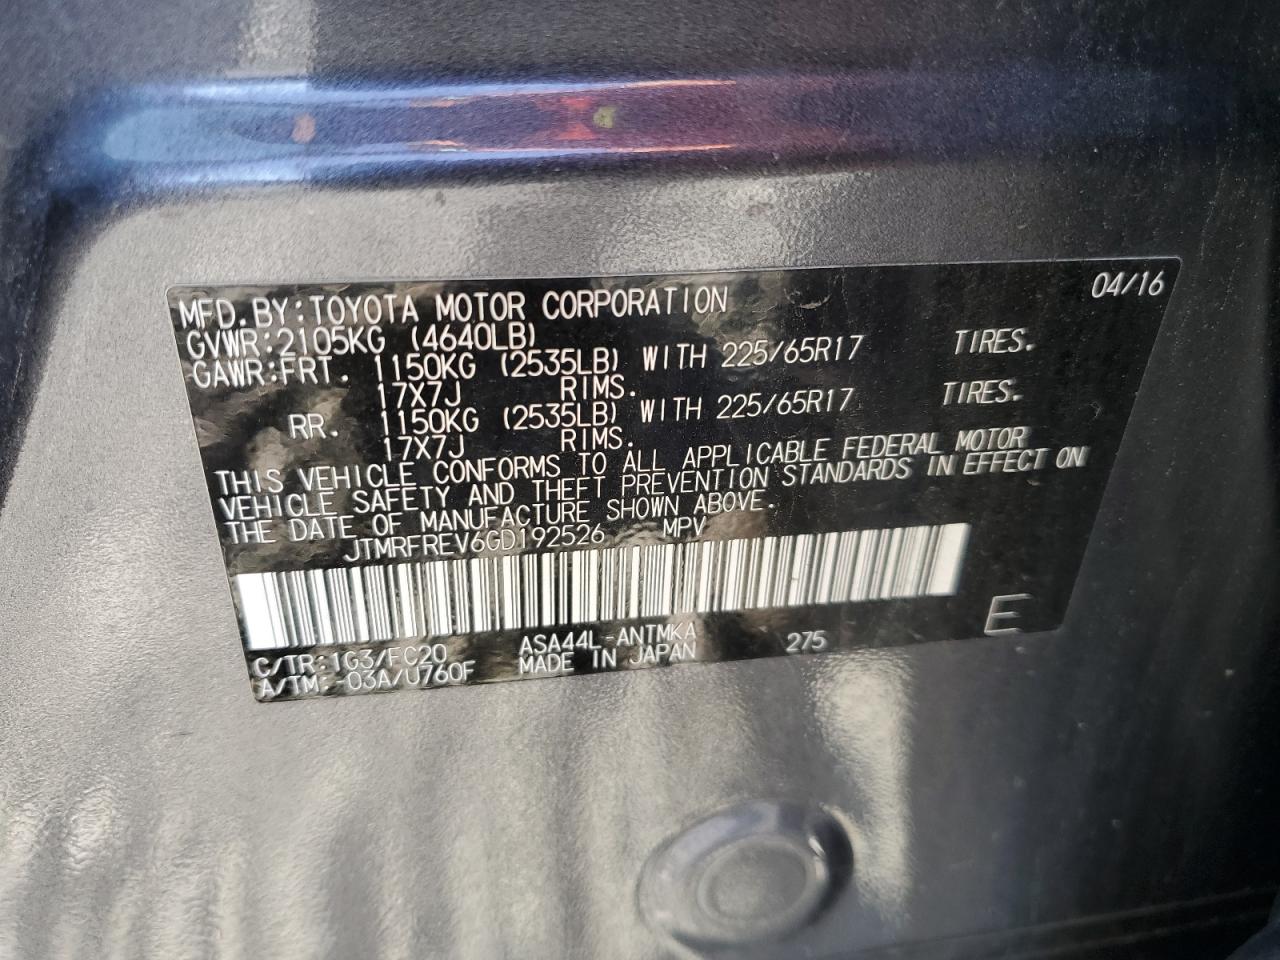 04/16
MFD. BY: TOYOTA MOTOR CORPORATION
GVWR: 2105KG (4640LB)
GAWR: FRT. 1150KG (2535LB) WITH 225/65R17 TIRES.
17X7J RIMS.
RR. 1150KG (2535LB) WITH 225/65R17 TIRES.
17X7J RIMS.
THIS VEHICLE CONFORMS TO ALL APPLICABLE FEDERAL MOTOR
VEHICLE SAFETY AND THEFT PREVENTION STANDARDS IN EFFECT ON
THE DATE OF MANUFACTURE SHOWN ABOVE.
JTMRFREV6GD192526 MPV
C/TR: 1G3/FC20 ASA44L-ANTMKA 275 E
A/TM: -03A/U760F MADE IN JAPAN